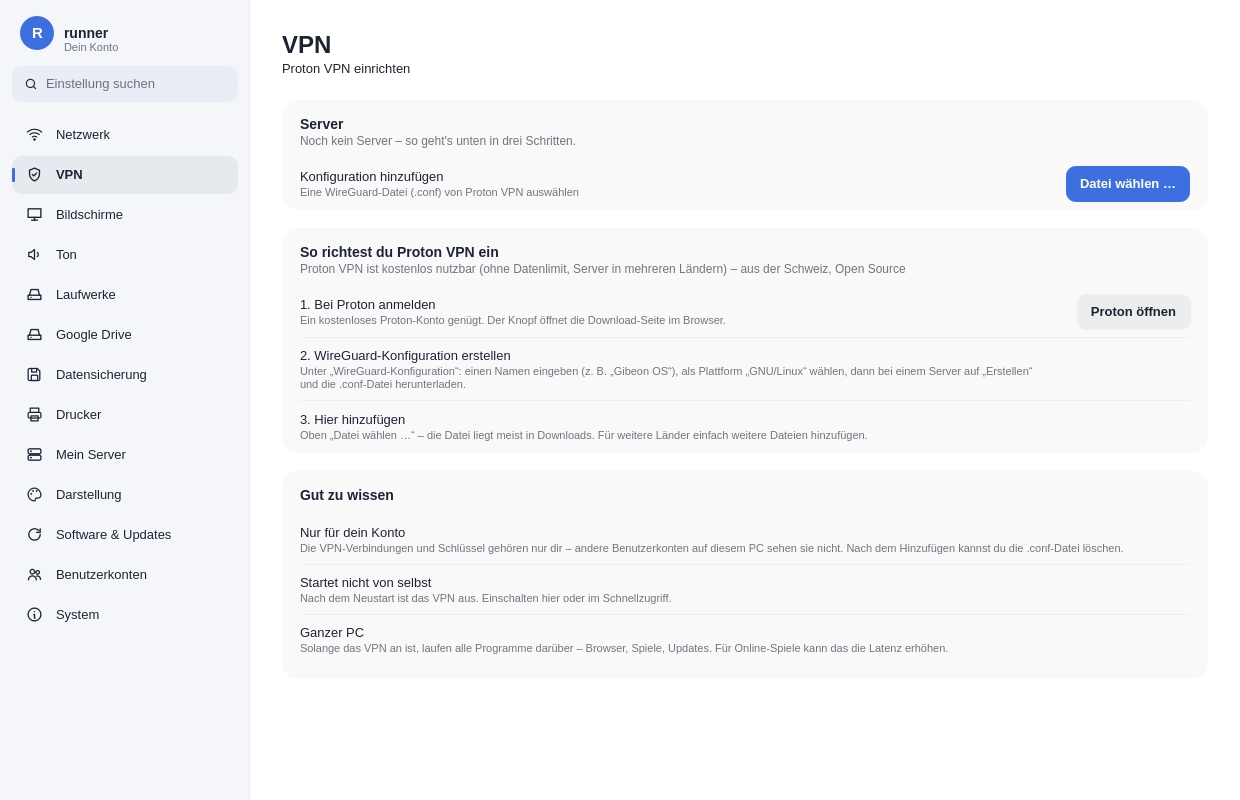 R
runner
Dein Konto
Einstellung suchen
Netzwerk
VPN
Bildschirme
Ton
Laufwerke
Google Drive
Datensicherung
Drucker
Mein Server
Darstellung
Software & Updates
Benutzerkonten
System
VPN
Proton VPN einrichten
Server
Noch kein Server – so geht's unten in drei Schritten.
Konfiguration hinzufügen
Eine WireGuard-Datei (.conf) von Proton VPN auswählen
Datei wählen …
So richtest du Proton VPN ein
Proton VPN ist kostenlos nutzbar (ohne Datenlimit, Server in mehreren Ländern) – aus der Schweiz, Open Source
1. Bei Proton anmelden
Ein kostenloses Proton-Konto genügt. Der Knopf öffnet die Download-Seite im Browser.
Proton öffnen
2. WireGuard-Konfiguration erstellen
Unter „WireGuard-Konfiguration“: einen Namen eingeben (z. B. „Gibeon OS“), als Plattform „GNU/Linux“ wählen, dann bei einem Server auf „Erstellen“
und die .conf-Datei herunterladen.
3. Hier hinzufügen
Oben „Datei wählen …“ – die Datei liegt meist in Downloads. Für weitere Länder einfach weitere Dateien hinzufügen.
Gut zu wissen
Nur für dein Konto
Die VPN-Verbindungen und Schlüssel gehören nur dir – andere Benutzerkonten auf diesem PC sehen sie nicht. Nach dem Hinzufügen kannst du die .conf-Datei löschen.
Startet nicht von selbst
Nach dem Neustart ist das VPN aus. Einschalten hier oder im Schnellzugriff.
Ganzer PC
Solange das VPN an ist, laufen alle Programme darüber – Browser, Spiele, Updates. Für Online-Spiele kann das die Latenz erhöhen.